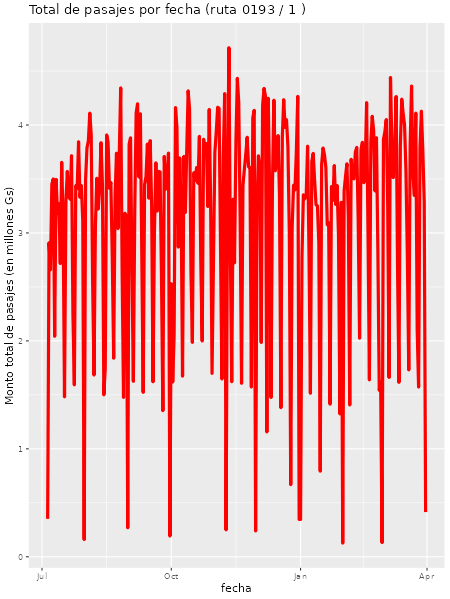 Total de pasajes por fecha (ruta 0193 / 1 )
Monto total de pasajes (en millones Gs)
4
3
2
1
0
Jul
Oct
Jan
Apr
fecha